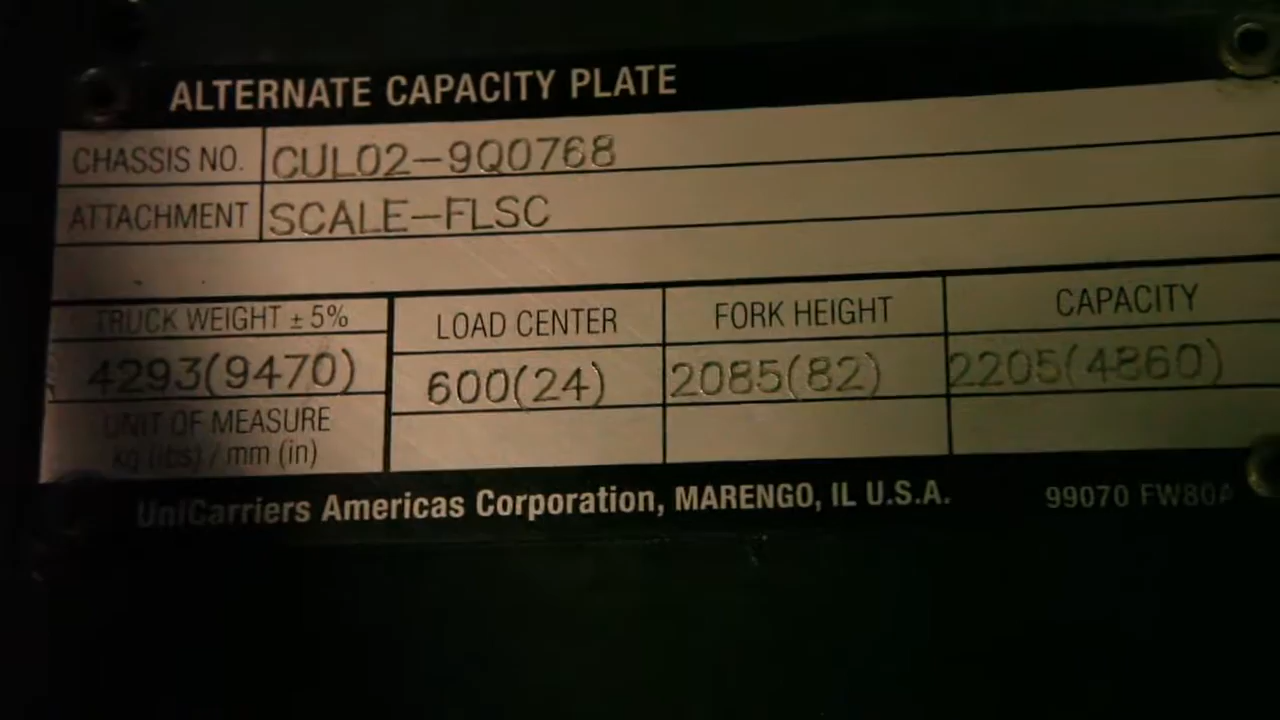 ALTERNATE CAPACITY PLATE
CHASSIS NO. CUL02-9Q0768
ATTACHMENT SCALE-FLSC
TRUCK WEIGHT ± 5% LOAD CENTER FORK HEIGHT CAPACITY
4293(9470) 600(24) 2085(82) 2205(4860)
UNIT OF MEASURE
kg (lbs) / mm (in)
UniCarriers Americas Corporation, MARENGO, IL U.S.A. 99070 FW80A